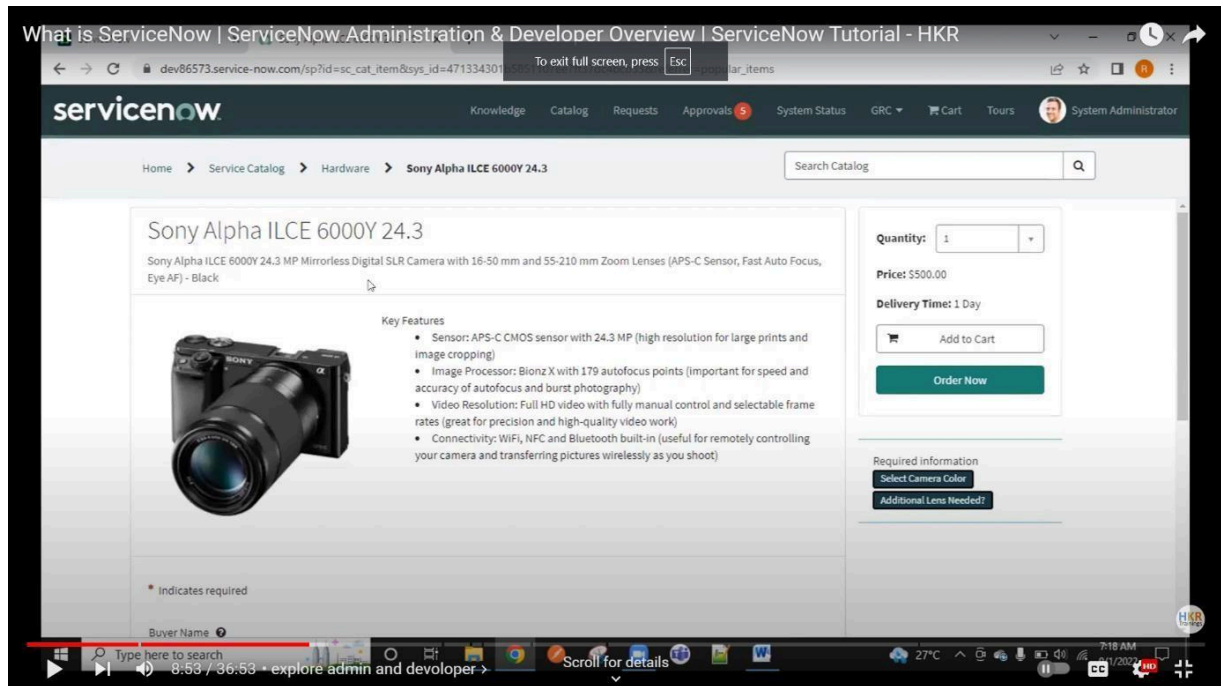 What is ServiceNow | ServiceNow Administration & Developer Overview | ServiceNow Tutorial - HKR
To exit full screen, press Esc
dev86573.service-now.com/sp?id=sc_cat_item&sys_id=471334301
lar_items
servicenow
Knowledge Catalog Requests Approvals 5 System Status GRC Cart Tours System Administrator
Home > Service Catalog > Hardware > Sony Alpha ILCE 6000Y 24.3
Search Catalog
Sony Alpha ILCE 6000Y 24.3
Sony Alpha ILCE 6000Y 24.3 MP Mirrorless Digital SLR Camera with 16-50 mm and 55-210 mm Zoom Lenses (APS-C Sensor, Fast Auto Focus,
Eye AF) - Black
SONY
α
Key Features
• Sensor: APS-C CMOS sensor with 24.3 MP (high resolution for large prints and
image cropping)
• Image Processor: Bionz X with 179 autofocus points (important for speed and
accuracy of autofocus and burst photography)
• Video Resolution: Full HD video with fully manual control and selectable frame
rates (great for precision and high-quality video work)
• Connectivity: WiFi, NFC and Bluetooth built-in (useful for remotely controlling
your camera and transferring pictures wirelessly as you shoot)
Quantity: 1
Price: $500.00
Delivery Time: 1 Day
Add to Cart
Order Now
Required information
Select Camera Color
Additional Lens Needed?
* Indicates required
Buyer Name
HKR
Trainings
Type here to search
27°C
7:18 AM
8:53 / 36:53 • explore admin and devoloper >
Scroll for details
CC
HD